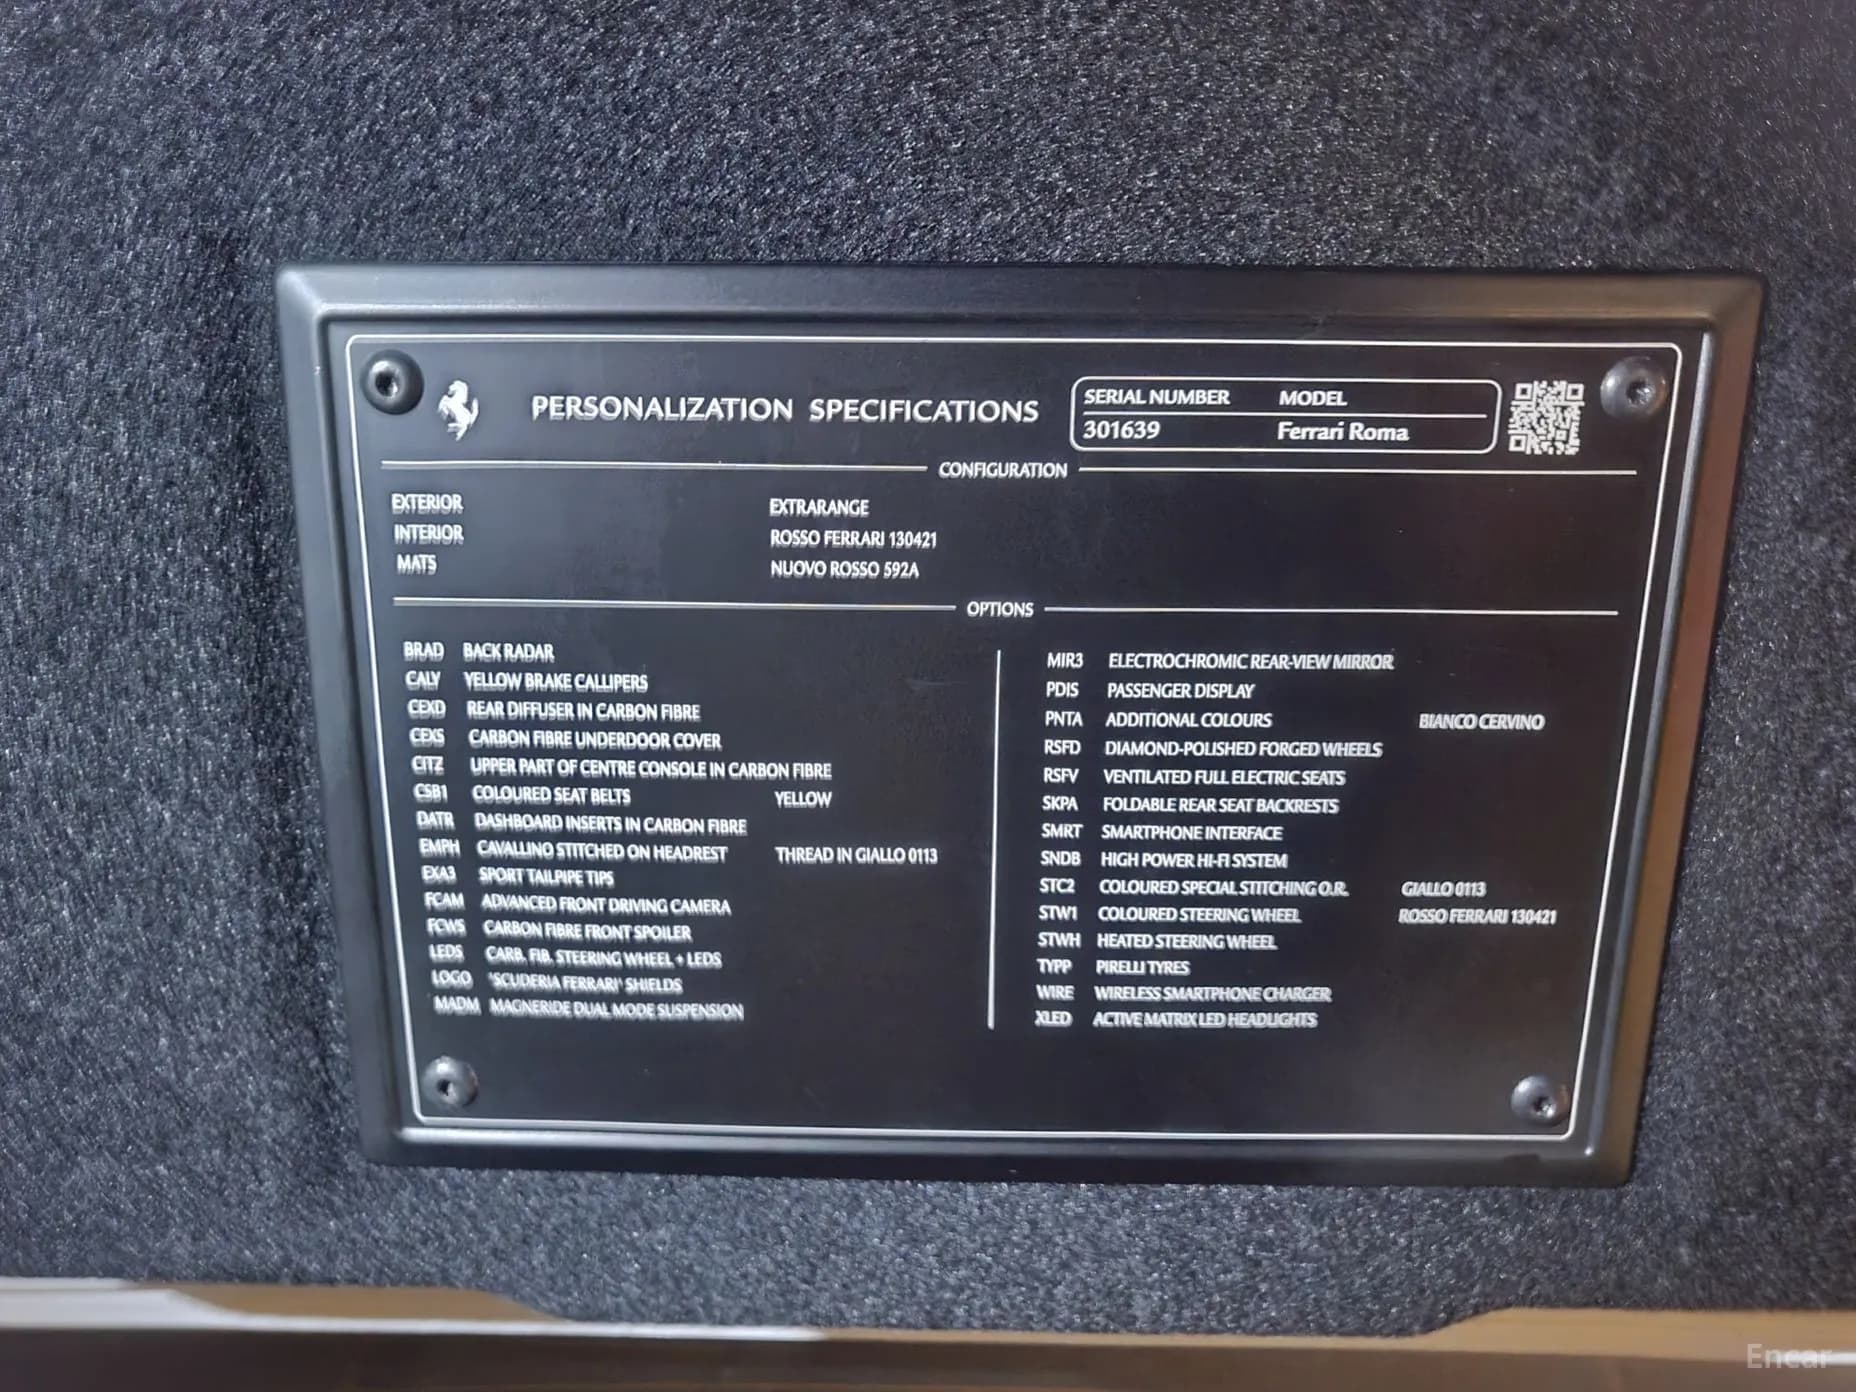 PERSONALIZATION SPECIFICATIONS
SERIAL NUMBER MODEL
301639 Ferrari Roma
CONFIGURATION
EXTERIOR EXTRARANGE
INTERIOR ROSSO FERRARI 130421
MATS NUOVO ROSSO 592A
OPTIONS
BRAD BACK RADAR
CALY YELLOW BRAKE CALLIPERS
CEXD REAR DIFFUSER IN CARBON FIBRE
CEXS CARBON FIBRE UNDERDOOR COVER
CITZ UPPER PART OF CENTRE CONSOLE IN CARBON FIBRE
CSB1 COLOURED SEAT BELTS YELLOW
DATR DASHBOARD INSERTS IN CARBON FIBRE
EMPH CAVALLINO STITCHED ON HEADREST THREAD IN GIALLO 0113
EXA3 SPORT TAILPIPE TIPS
FCAM ADVANCED FRONT DRIVING CAMERA
FCWS CARBON FIBRE FRONT SPOILER
LEDS CARB. FIB. STEERING WHEEL + LEDS
LOGO "SCUDERIA FERRARI" SHIELDS
MADM MAGNERIDE DUAL MODE SUSPENSION
MIR3 ELECTROCHROMIC REAR-VIEW MIRROR
PDIS PASSENGER DISPLAY
PNTA ADDITIONAL COLOURS BIANCO CERVINO
RSFD DIAMOND-POLISHED FORGED WHEELS
RSFV VENTILATED FULL ELECTRIC SEATS
SKPA FOLDABLE REAR SEAT BACKRESTS
SMRT SMARTPHONE INTERFACE
SNDB HIGH POWER HI-FI SYSTEM
STC2 COLOURED SPECIAL STITCHING O.R. GIALLO 0113
STW1 COLOURED STEERING WHEEL ROSSO FERRARI 130421
STWH HEATED STEERING WHEEL
TYPP PIRELLI TYRES
WIRE WIRELESS SMARTPHONE CHARGER
XLED ACTIVE MATRIX LED HEADLIGHTS
Encar